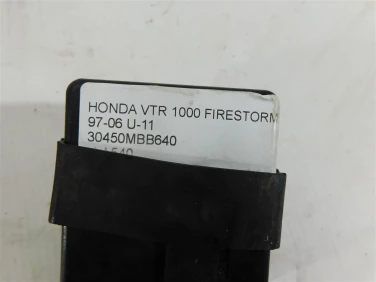 HONDA VTR 1000 FIRESTORM
97-06 U-11
30450MBB640